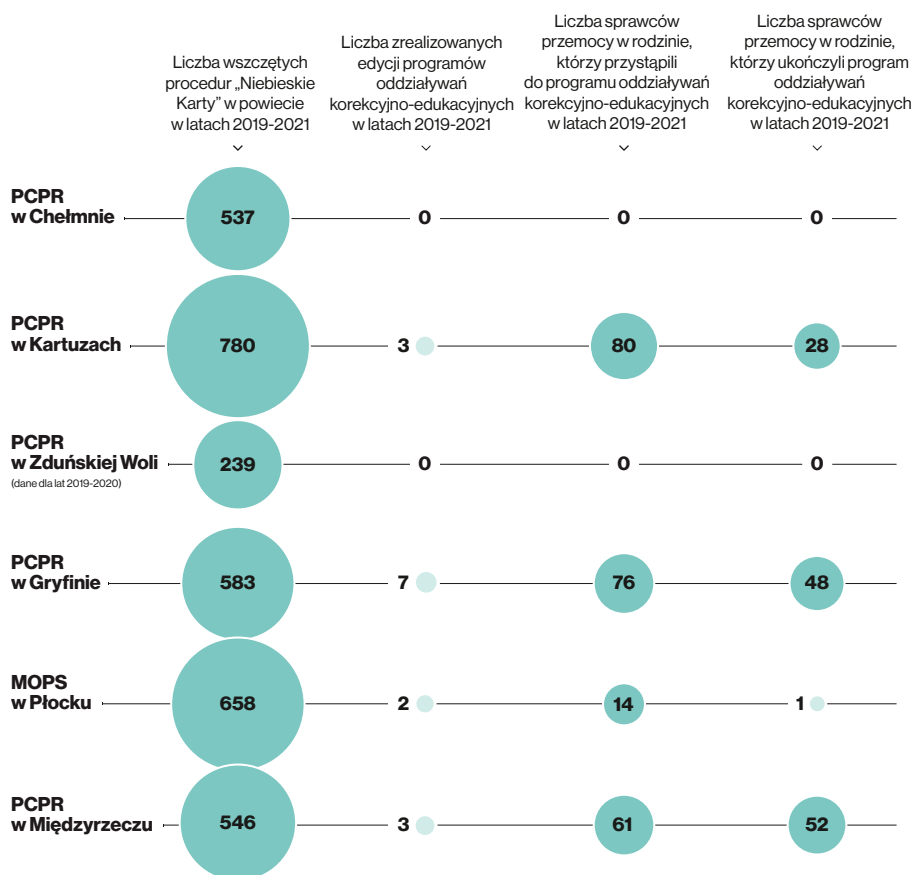 Liczba wszczętych
procedur „Niebieskie
Karty” w powiecie
w latach 2019-2021
Liczba zrealizowanych
edycji programów
oddziaływań
korekcyjno-edukacyjnych
w latach 2019-2021
Liczba sprawców
przemocy w rodzinie,
którzy przystąpili
do programu oddziaływań
korekcyjno-edukacyjnych
w latach 2019-2021
Liczba sprawców
przemocy w rodzinie,
którzy ukończyli program
oddziaływań
korekcyjno-edukacyjnych
w latach 2019-2021
PCPR
w Chełmnie
537 0 0 0
PCPR
w Kartuzach
780 3 80 28
PCPR
w Zduńskiej Woli
(dane dla lat 2019-2020)
239 0 0 0
PCPR
w Gryfinie
583 7 76 48
MOPS
w Płocku
658 2 14 1
PCPR
w Międzyrzeczu
546 3 61 52